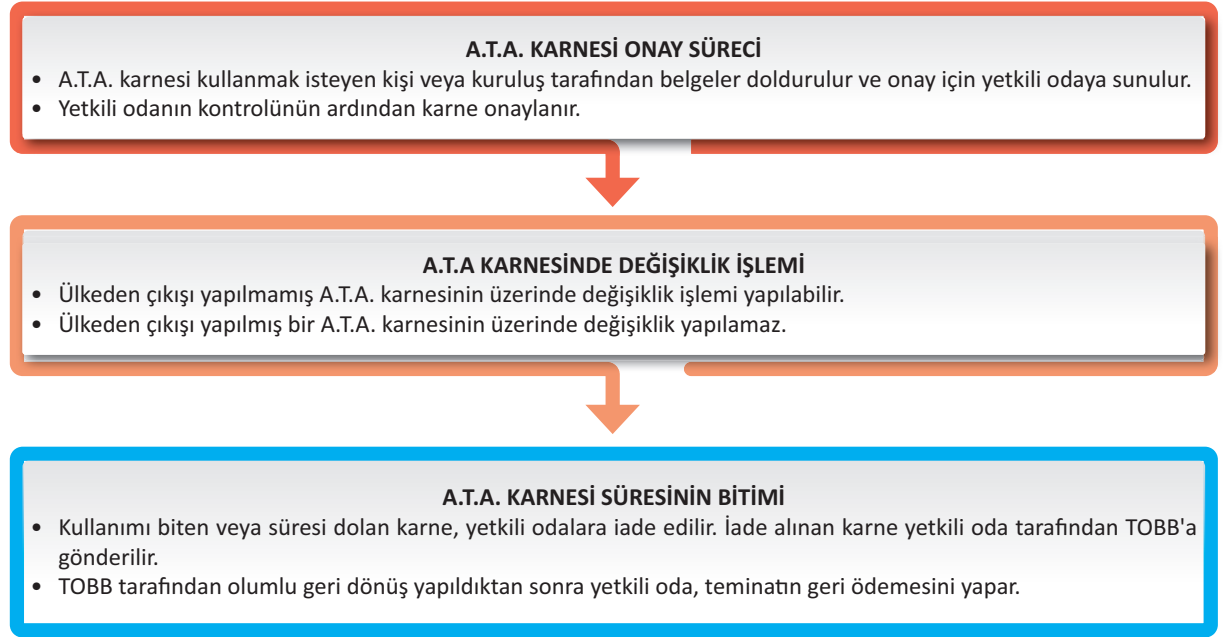 A.T.A. KARNESİ ONAY SÜRECİ
• A.T.A. karnesi kullanmak isteyen kişi veya kuruluş tarafından belgeler doldurulur ve onay için yetkili odaya sunulur.
• Yetkili odanın kontrolünün ardından karne onaylanır.
A.T.A KARNESİNDE DEĞİŞİKLİK İŞLEMİ
• Ülkeden çıkışı yapılmamış A.T.A. karnesinin üzerinde değişiklik işlemi yapılabilir.
• Ülkeden çıkışı yapılmış bir A.T.A. karnesinin üzerinde değişiklik yapılamaz.
A.T.A. KARNESİ SÜRESİNİN BİTİMİ
• Kullanımı biten veya süresi dolan karne, yetkili odalara iade edilir. İade alınan karne yetkili oda tarafından TOBB'a
gönderilir.
• TOBB tarafından olumlu geri dönüş yapıldıktan sonra yetkili oda, teminatın geri ödemesini yapar.